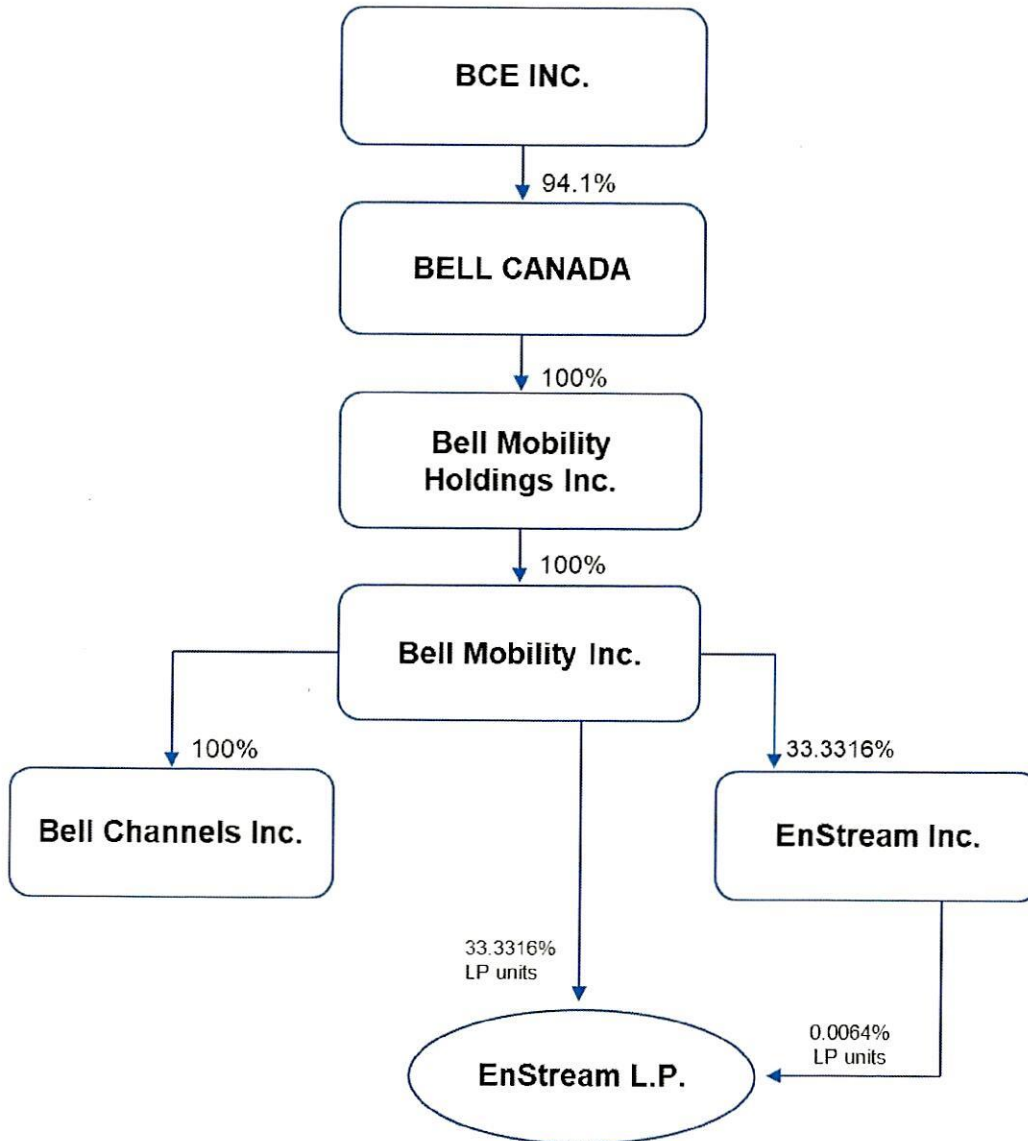 BCE INC.
94.1%
BELL CANADA
100%
Bell Mobility
Holdings Inc.
100%
Bell Mobility Inc.
100%
33.3316%
Bell Channels Inc.
EnStream Inc.
33.3316%
LP units
0.0064%
LP units
EnStream L.P.